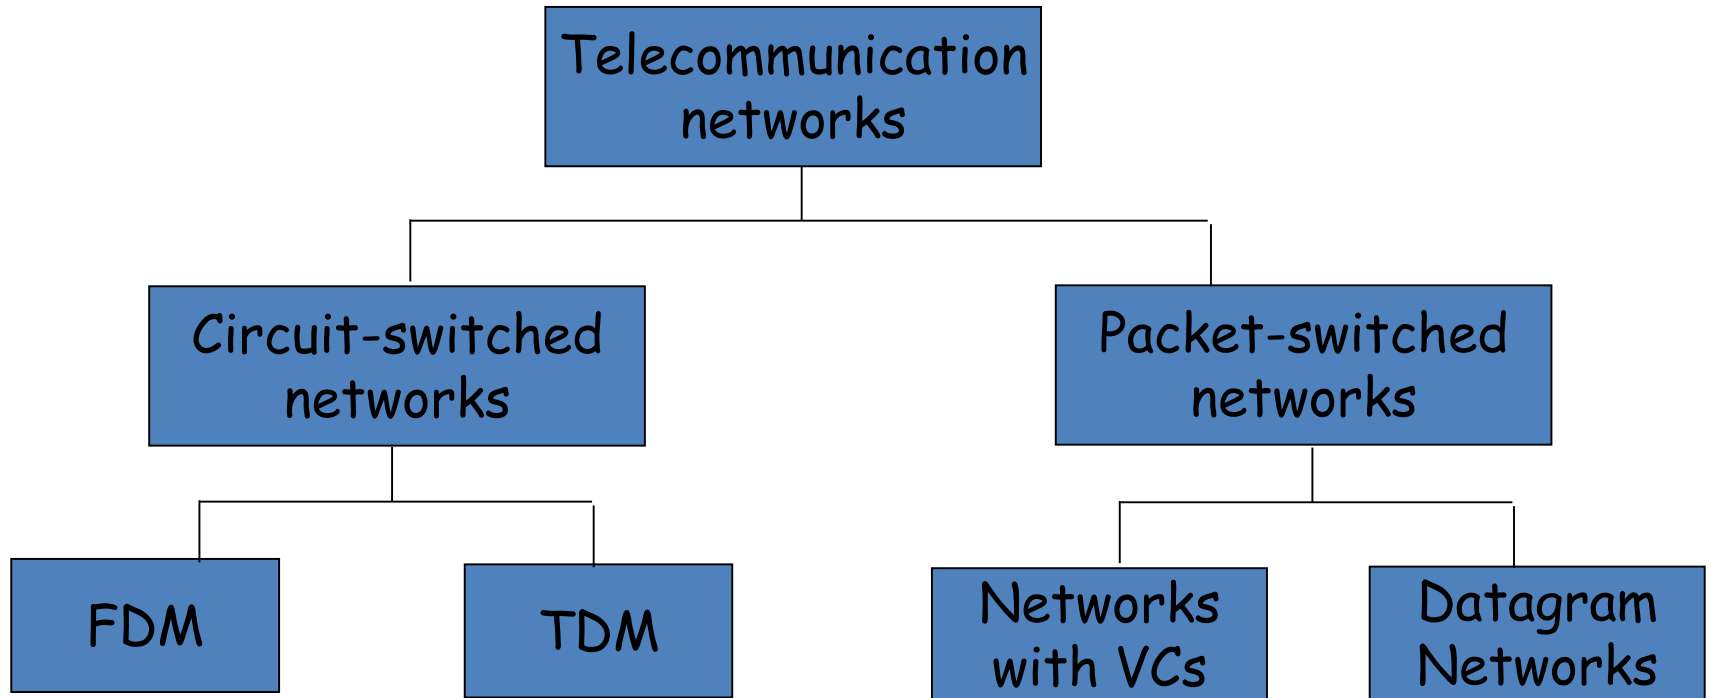 Telecommunication
networks
Circuit-switched
networks
Packet-switched
networks
FDM
TDM
Networks
with VCs
Datagram
Networks